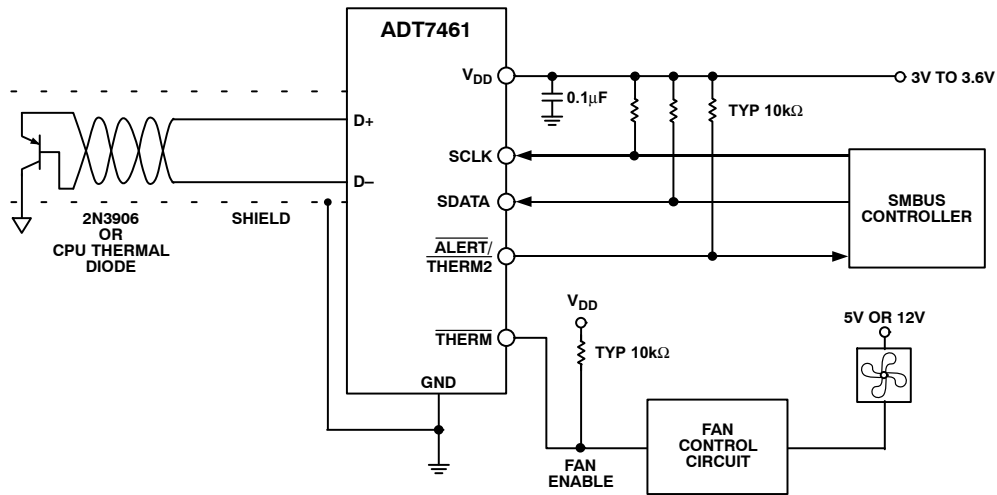 ADT7461
VDD
3V TO 3.6V
0.1μF
TYP 10kΩ
D+
SCLK
D–
SDATA
SMBUS
CONTROLLER
2N3906
OR
CPU THERMAL
DIODE
SHIELD
ALERT/
THERM2
VDD
5V OR 12V
THERM
TYP 10kΩ
GND
FAN
CONTROL
CIRCUIT
FAN
ENABLE